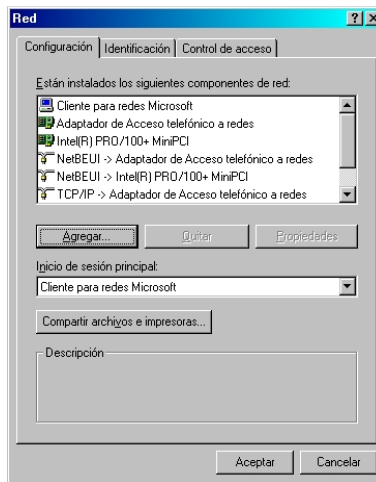 Red
Configuración Identificación Control de acceso
Están instalados los siguientes componentes de red:
Cliente para redes Microsoft
Adaptador de Acceso telefónico a redes
Intel(R) PRO/100+ MiniPCI
NetBEUI -> Adaptador de Acceso telefónico a redes
NetBEUI -> Intel(R) PRO/100+ MiniPCI
TCP/IP -> Adaptador de Acceso telefónico a redes
Agregar... Quitar Propiedades
Inicio de sesión principal:
Cliente para redes Microsoft
Compartir archivos e impresoras...
Descripción
Aceptar Cancelar